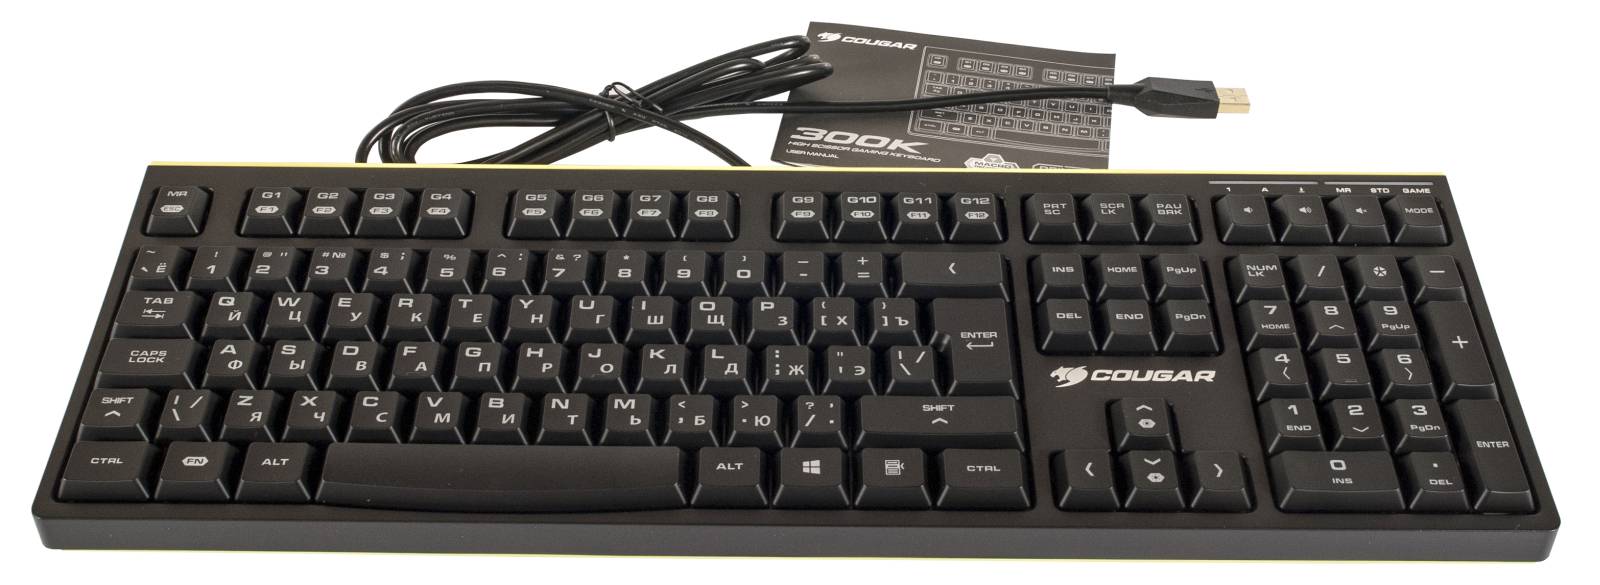 COUGAR
300K
HIGH SCISSOR GAMING KEYBOARD
USER MANUAL
MACRO
1 A MR STD GAME
MR G1 G2 G3 G4 G5 G6 G7 G8 G9 G10 G11 G12 PRT SCR PAU MODE
ESC F1 F2 F3 F4 F5 F6 F7 F8 F9 F10 F11 F12 SC LK BRK
~ ! @ " # № $ ; % ^ : & ? * ( ) – +
` Ё 1 2 3 4 5 6 7 8 9 0 - =
INS HOME PgUp NUM LK / –
TAB Q W E R T Y U I O P { }
Й Ц У К Е Н Г Ш Щ З [ Х ] Ъ
ENTER
DEL END PgDn 7 8 9 +
HOME PgUp
CAPS LOCK A S D F G H J K L : "
Ф Ы В А П Р О Л Д ; Ж ' Э \ /
4 5 6
COUGAR
SHIFT | / Z X C V B N M < > ? ,
\ Я Ч С М И Т Ь , Б . Ю / .
SHIFT
1 2 3
END PgDn
ENTER
CTRL FN ALT ALT CTRL
0 .
INS DEL